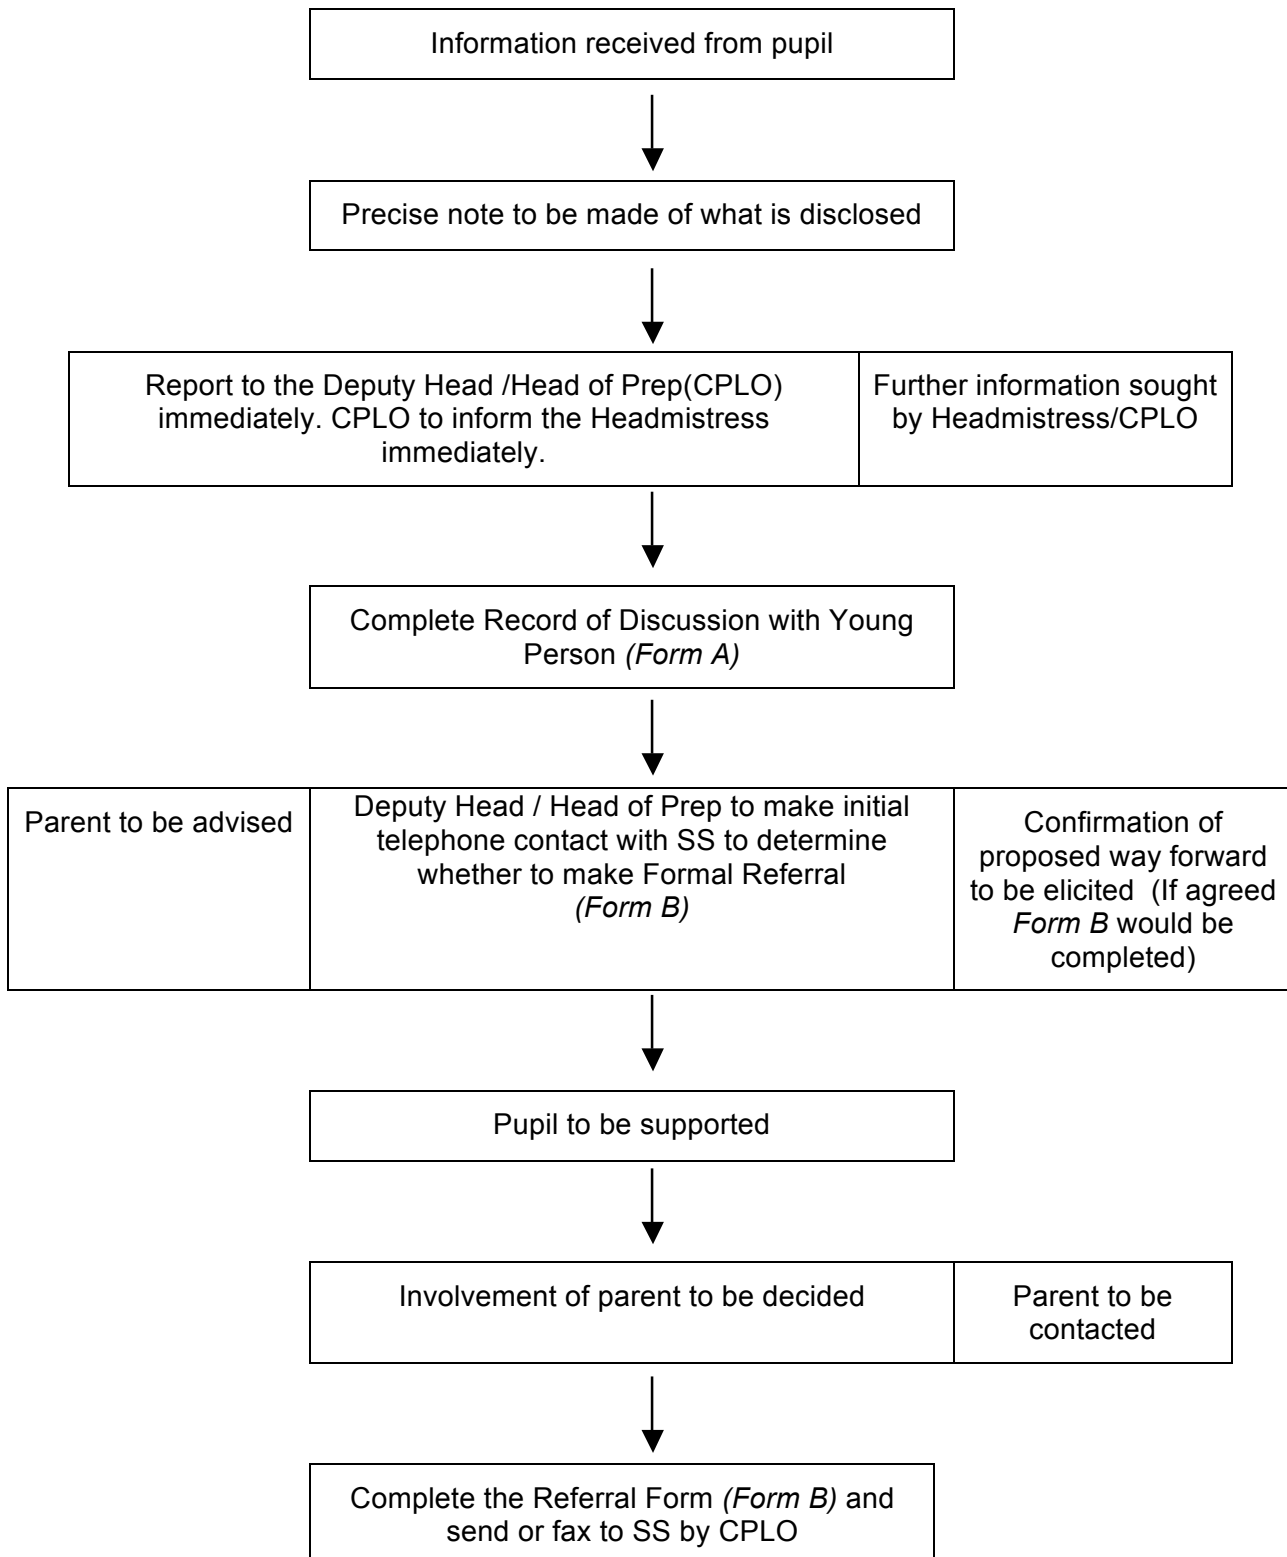 Information received from pupil
Precise note to be made of what is disclosed
Report to the Deputy Head /Head of Prep(CPLO)
immediately. CPLO to inform the Headmistress
immediately.
Further information sought
by Headmistress/CPLO
Complete Record of Discussion with Young
Person (Form A)
Parent to be advised
Deputy Head / Head of Prep to make initial
telephone contact with SS to determine
whether to make Formal Referral
(Form B)
Confirmation of
proposed way forward
to be elicited (If agreed
Form B would be
completed)
Pupil to be supported
Involvement of parent to be decided
Parent to be
contacted
Complete the Referral Form (Form B) and
send or fax to SS by CPLO